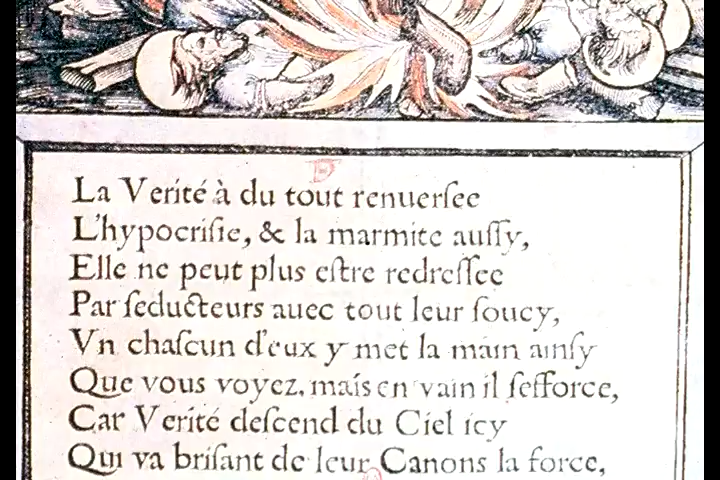 La Verité à du tout renuerſee
L'hypocriſie, & la marmite auſſy,
Elle ne peut plus eſtre redreſſee
Par ſeducteurs auec tout leur ſoucy,
Vn chaſcun d'eux y met la main ainſy
Que vous voyez, mais en vain il ſefforce,
Car Verité deſcend du Ciel icy
Qui va briſant de leur Canons la force,